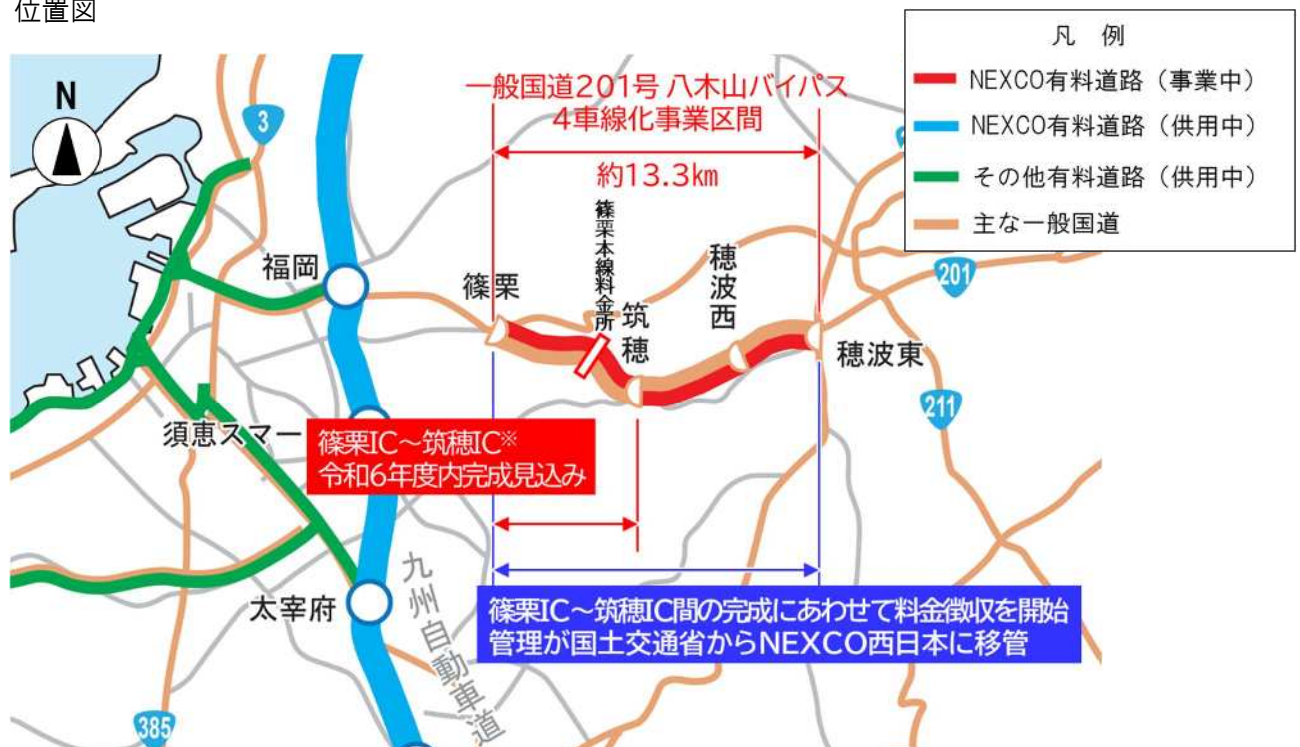 位置図
凡 例
NEXCO有料道路（事業中）
NEXCO有料道路（供用中）
その他有料道路（供用中）
主な一般国道
N
3
一般国道201号 八木山バイパス
4車線化事業区間
約13.3km
篠栗本線料金所
福岡
篠栗
筑穂
穂波西
穂波東
201
211
須恵スマー
篠栗IC～筑穂IC※
令和6年度内完成見込み
太宰府
九州自動車道
篠栗IC～筑穂IC間の完成にあわせて料金徴収を開始
管理が国土交通省からNEXCO西日本に移管
385